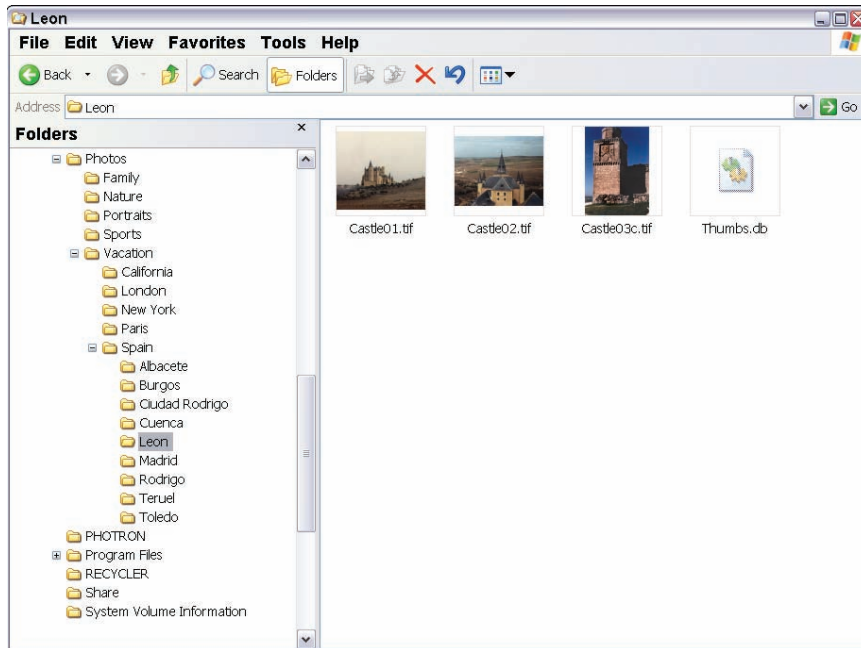 Leon
File Edit View Favorites Tools Help
Back Search Folders
Address Leon Go
Folders
Photos
Family
Nature
Portraits
Sports
Vacation
California
London
New York
Paris
Spain
Albacete
Burgos
Ciudad Rodrigo
Cuenca
Leon
Madrid
Rodrigo
Teruel
Toledo
PHOTRON
Program Files
RECYCLER
Share
System Volume Information
Castle01.tif Castle02.tif Castle03c.tif Thumbs.db